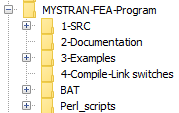 MYSTRAN-FEA-Program
1-SRC
2-Documentation
3-Examples
4-Compile-Link switches
BAT
Perl_scripts